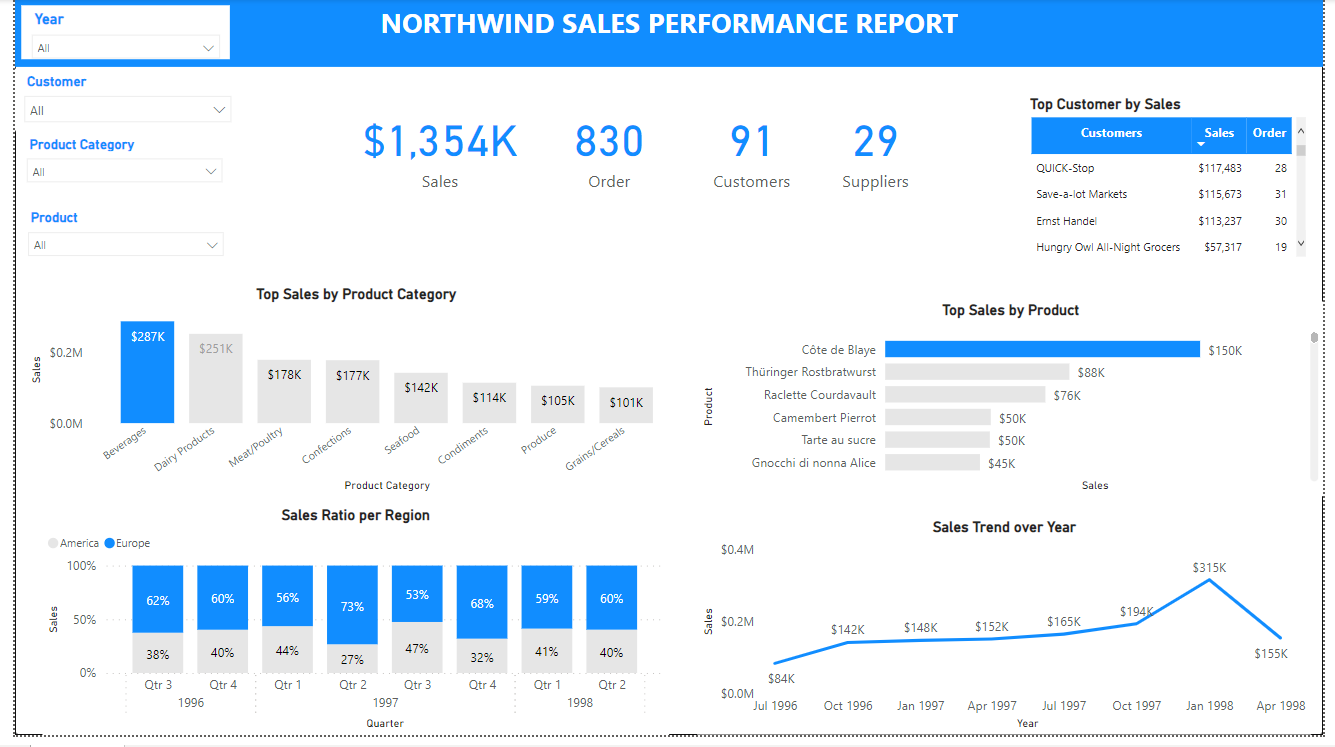 Year
All
NORTHWIND SALES PERFORMANCE REPORT
Customer
All
Product Category
All
Product
All
$1,354K
Sales
830
Order
91
Customers
29
Suppliers
Top Customer by Sales
Customers Sales Order
QUICK-Stop $117,483 28
Save-a-lot Markets $115,673 31
Ernst Handel $113,237 30
Hungry Owl All-Night Grocers $57,317 19
Top Sales by Product Category
Sales
$0.2M
$0.0M
$287K $251K $178K $177K $142K $114K $105K $101K
Beverages Dairy Products Meat/Poultry Confections Seafood Condiments Produce Grains/Cereals
Product Category
Top Sales by Product
Product
Côte de Blaye $150K
Thüringer Rostbratwurst $88K
Raclette Courdavault $76K
Camembert Pierrot $50K
Tarte au sucre $50K
Gnocchi di nonna Alice $45K
Sales
Sales Ratio per Region
America Europe
Sales
100%
50%
0%
62% 60% 56% 73% 53% 68% 59% 60%
38% 40% 44% 27% 47% 32% 41% 40%
Qtr 3 Qtr 4 Qtr 1 Qtr 2 Qtr 3 Qtr 4 Qtr 1 Qtr 2
1996 1997 1998
Quarter
Sales Trend over Year
Sales
$0.4M
$0.2M
$0.0M
$84K $142K $148K $152K $165K $194K $315K $155K
Jul 1996 Oct 1996 Jan 1997 Apr 1997 Jul 1997 Oct 1997 Jan 1998 Apr 1998
Year